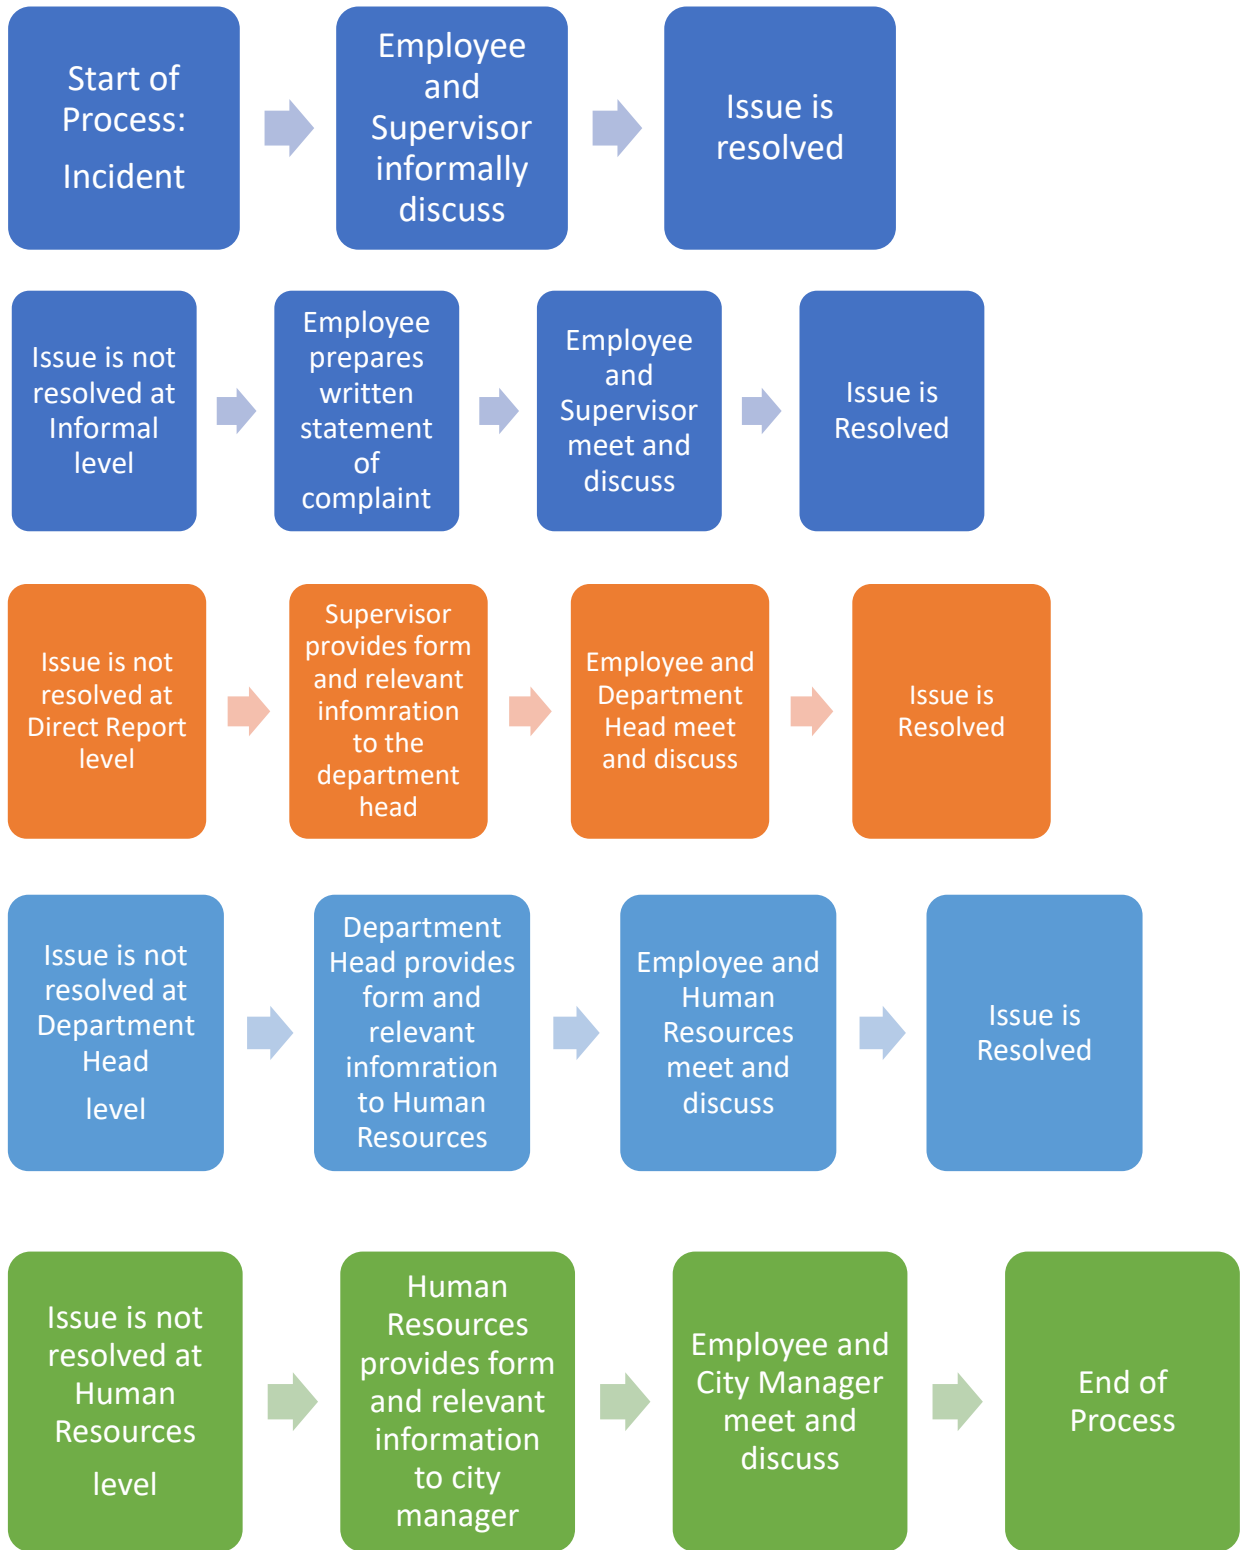 Start of
Process:
Incident
Employee
and
Supervisor
informally
discuss
Issue is
resolved
Issue is not
resolved at
Informal
level
Employee
prepares
written
statement
of
complaint
Employee
and
Supervisor
meet and
discuss
Issue is
Resolved
Issue is not
resolved at
Direct Report
level
Supervisor
provides form
and relevant
infomration
to the
department
head
Employee and
Department
Head meet
and discuss
Issue is
Resolved
Issue is not
resolved at
Department
Head
level
Department
Head provides
form and
relevant
infomration
to Human
Resources
Employee and
Human
Resources
meet and
discuss
Issue is
Resolved
Issue is not
resolved at
Human
Resources
level
Human
Resources
provides form
and relevant
information
to city
manager
Employee and
City Manager
meet and
discuss
End of
Process